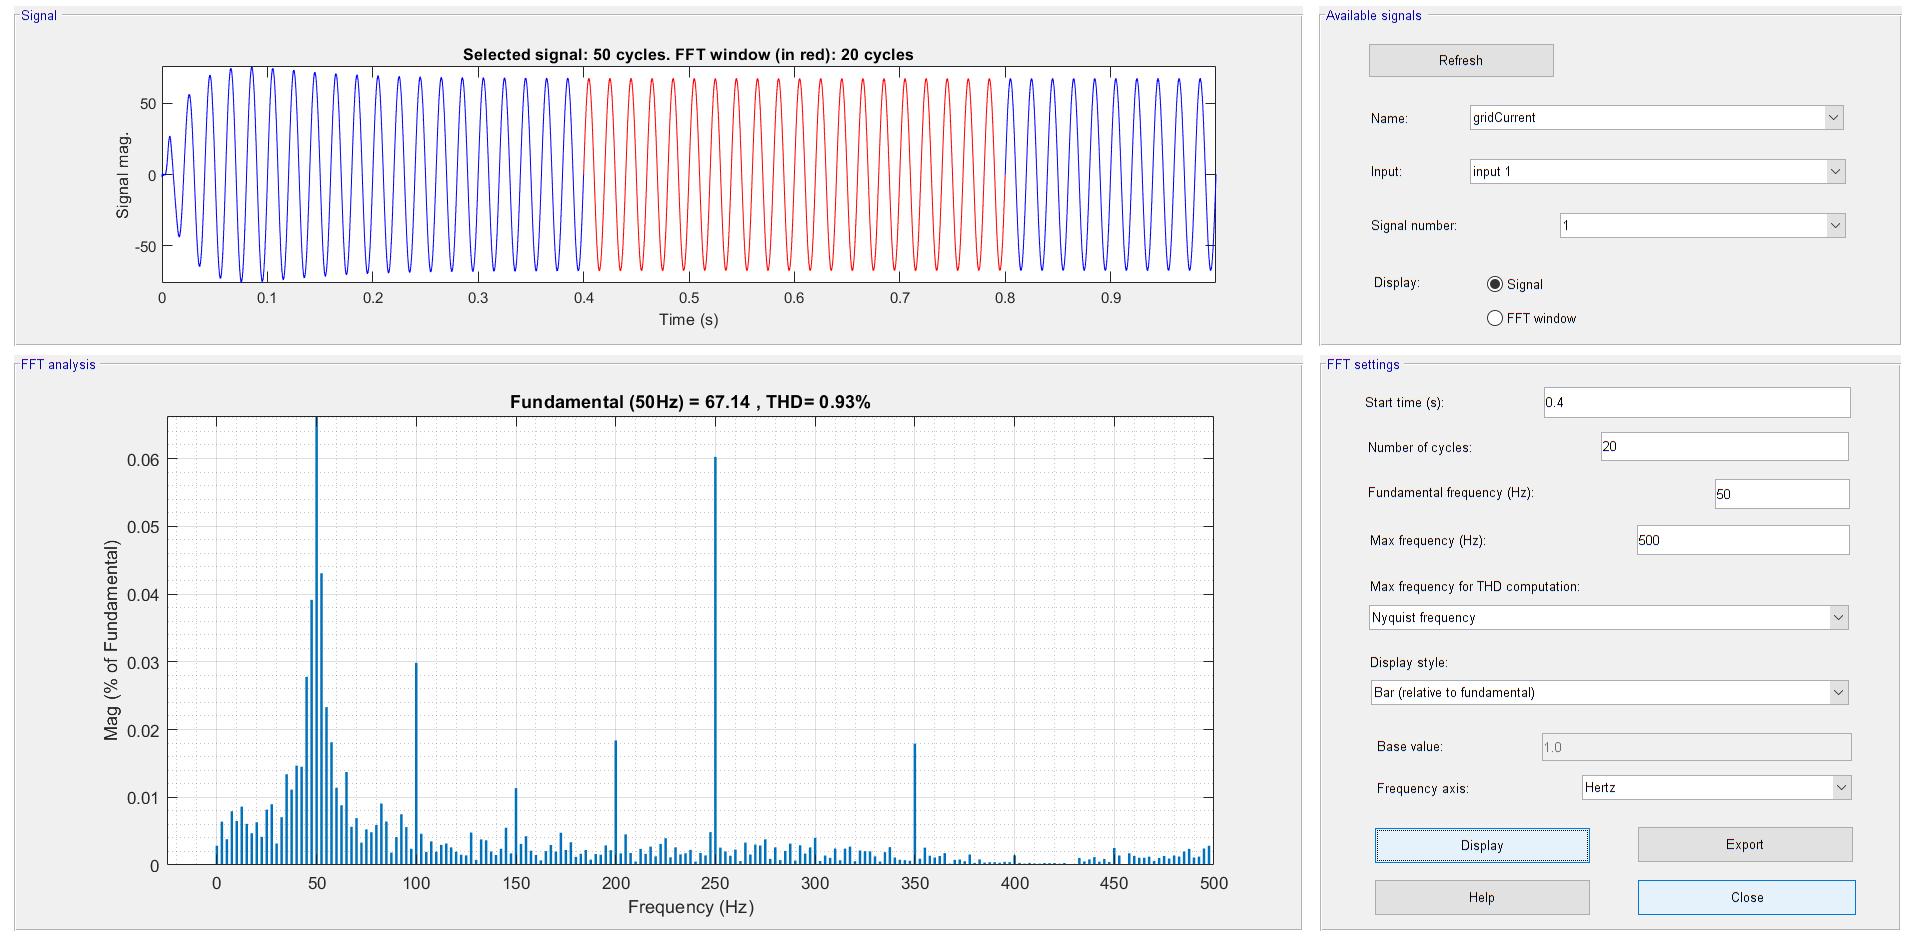 Signal
Selected signal: 50 cycles. FFT window (in red): 20 cycles
50
0
-50
Signal mag.
0 0.1 0.2 0.3 0.4 0.5 0.6 0.7 0.8 0.9
Time (s)
Available signals
Refresh
Name: gridCurrent
Input: input 1
Signal number: 1
Display: Signal
FFT window
FFT analysis
Fundamental (50Hz) = 67.14 , THD= 0.93%
0.06
0.05
0.04
0.03
0.02
0.01
0
Mag (% of Fundamental)
0 50 100 150 200 250 300 350 400 450 500
Frequency (Hz)
FFT settings
Start time (s): 0.4
Number of cycles: 20
Fundamental frequency (Hz): 50
Max frequency (Hz): 500
Max frequency for THD computation:
Nyquist frequency
Display style:
Bar (relative to fundamental)
Base value: 1.0
Frequency axis: Hertz
Display Export
Help Close